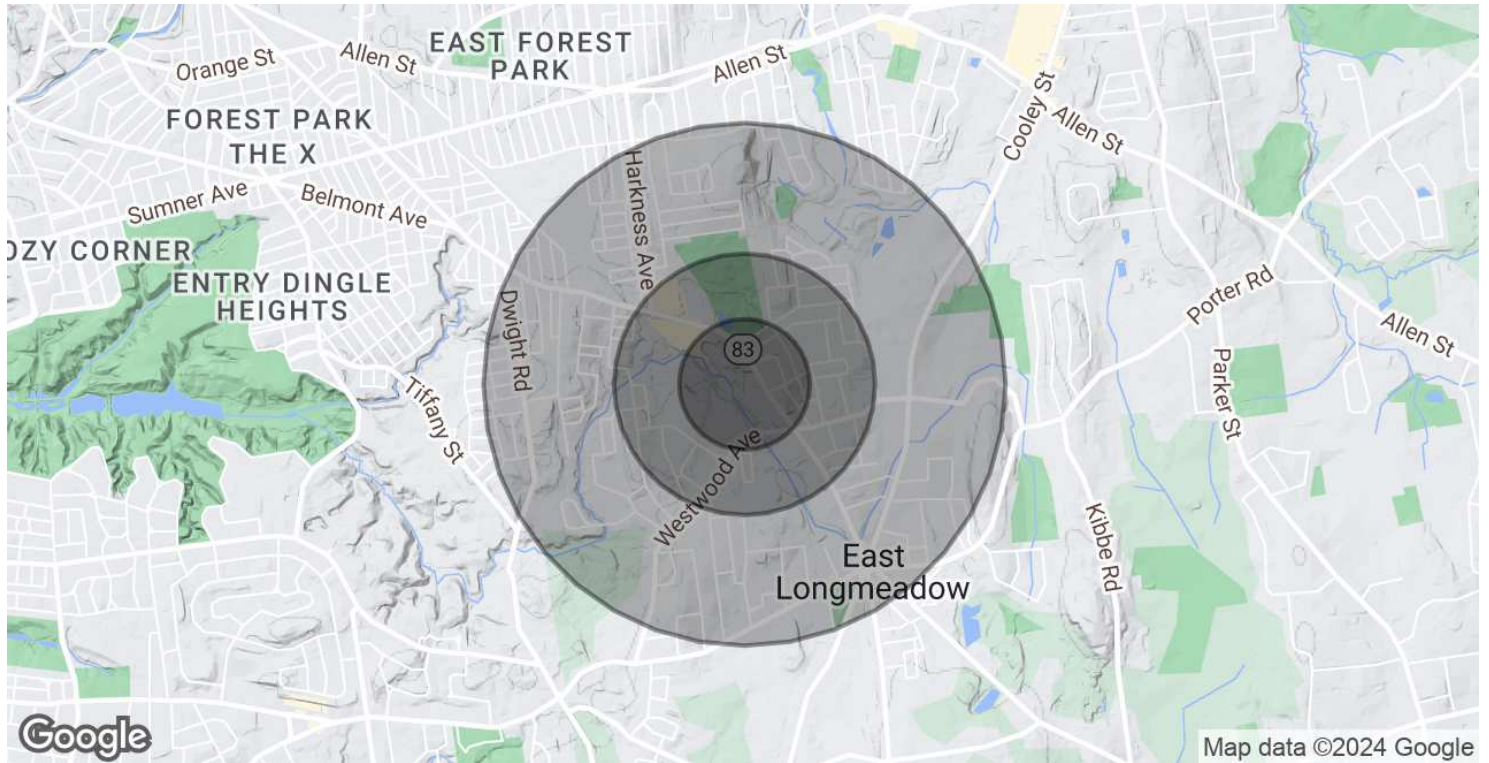 EAST FOREST
PARK
Orange St
Allen St
Allen St
Cooley St
Allen St
FOREST PARK
THE X
Harkness Ave
Sumner Ave
Belmont Ave
OZY CORNER
ENTRY DINGLE
HEIGHTS
Dwight Rd
Porter Rd
Allen St
83
Parker St
Tiffany St
Westwood Ave
Kibbe Rd
East
Longmeadow
Google
Map data ©2024 Google